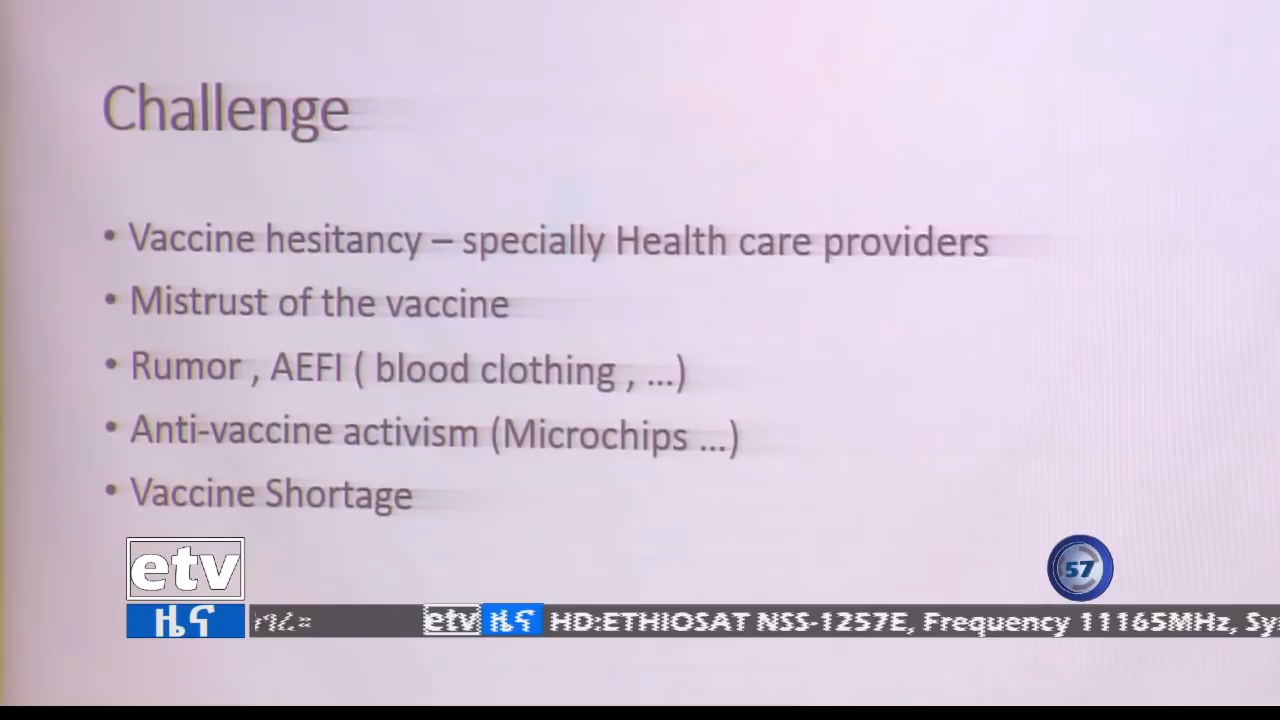 Challenge
• Vaccine hesitancy – specially Health care providers
• Mistrust of the vaccine
• Rumor , AEFI ( blood clothing , ...)
• Anti-vaccine activism (Microchips ...)
• Vaccine Shortage
etv
57
ዜና etv ዜና HD:ETHIOSAT NSS-1257E, Frequency 11165MHz, Sy